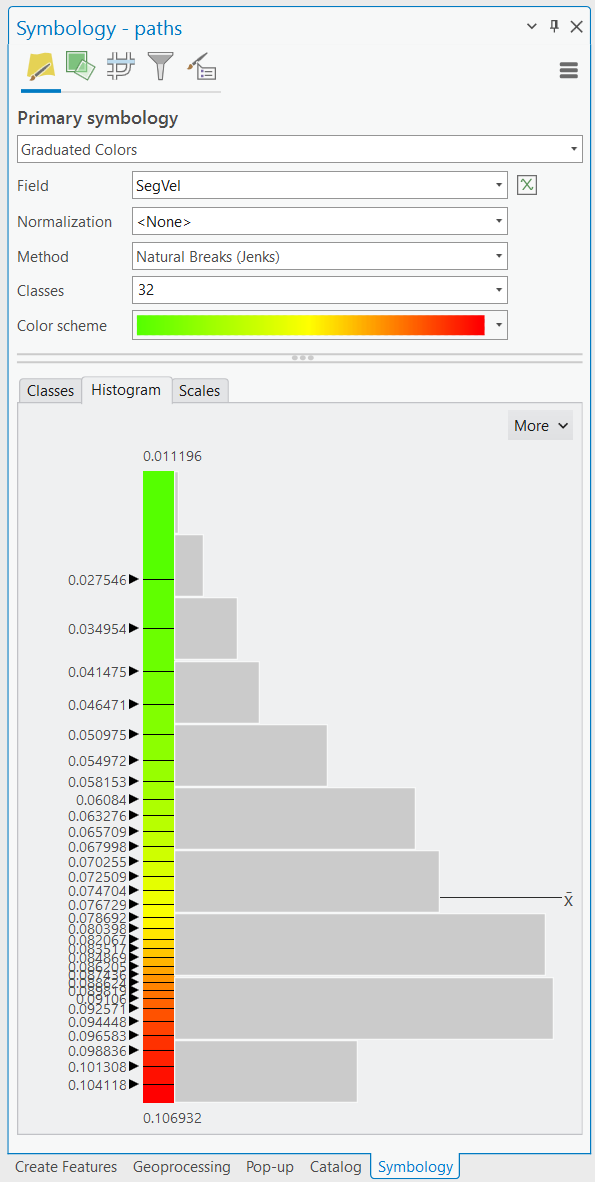 Symbology - paths
Primary symbology
Graduated Colors
Field SegVel
Normalization <None>
Method Natural Breaks (Jenks)
Classes 32
Color scheme
Classes Histogram Scales
More
0.011196
0.027546
0.034954
0.041475
0.046471
0.050975
0.054972
0.058153
0.06084
0.063276
0.065709
0.067998
0.070255
0.072509
0.074704
x̄
0.076729
0.078692
0.080398
0.082067
0.083517
0.084869
0.086205
0.087436
0.088624
0.089819
0.09106
0.092571
0.094448
0.096583
0.098836
0.101308
0.104118
0.106932
Create Features Geoprocessing Pop-up Catalog Symbology